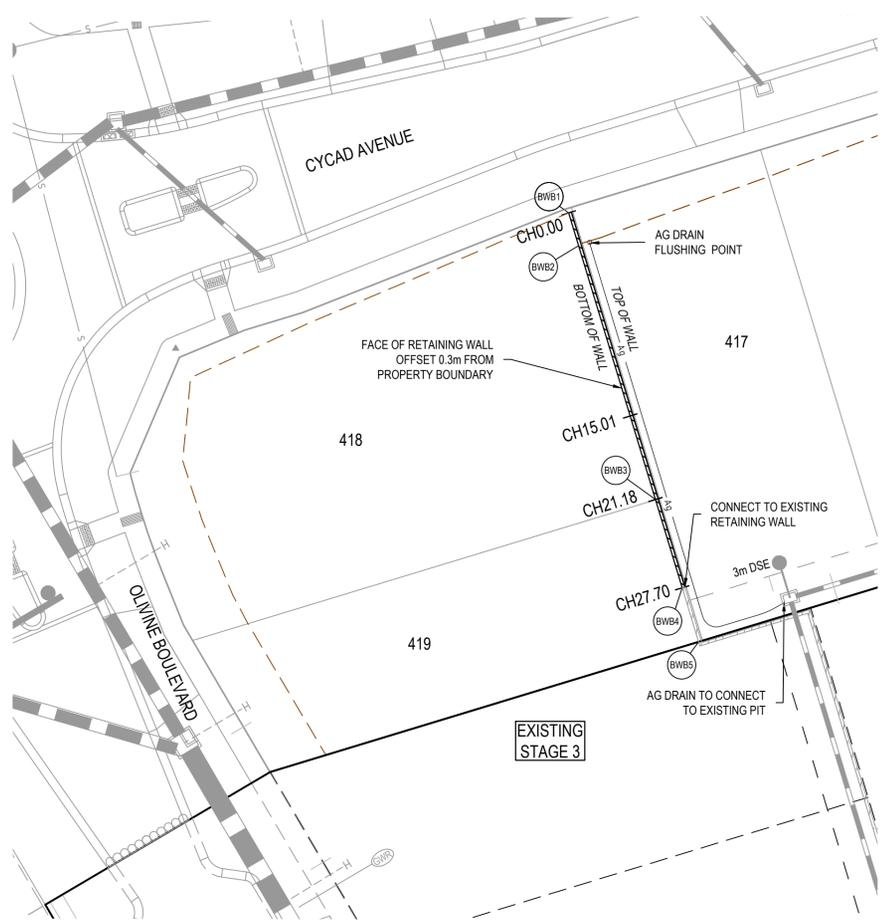 S
CYCAD AVENUE
S
S
BWB1
CH0.00
BWB2
AG DRAIN
FLUSHING POINT
TOP OF WALL
BOTTOM OF WALL
Ag
FACE OF RETAINING WALL
OFFSET 0.3m FROM
PROPERTY BOUNDARY
417
418
CH15.01
BWB3
CH21.18
Ag
CONNECT TO EXISTING
RETAINING WALL
H
3m DSE
CH27.70
BWB4
OLIVINE BOULEVARD
419
BWB5
AG DRAIN TO CONNECT
TO EXISTING PIT
H
EXISTING
STAGE 3
H
GWR